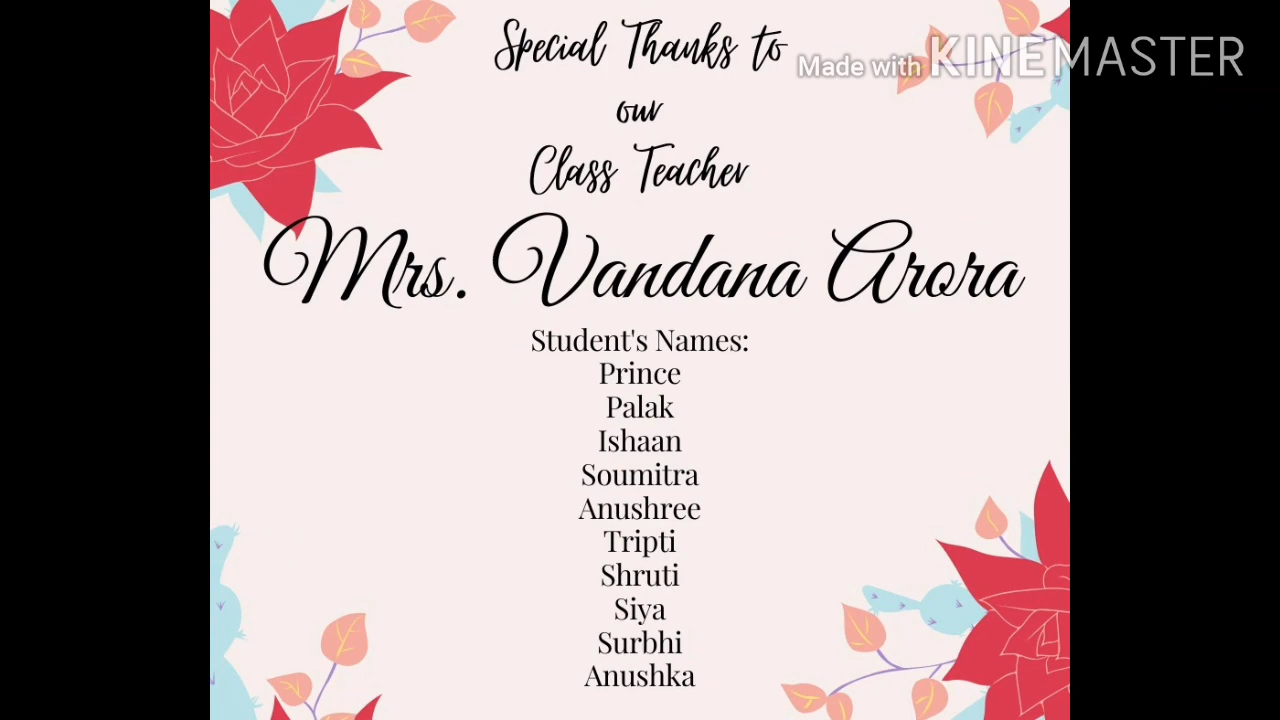 Special Thanks to
Made with KINEMASTER
our
Class Teacher
Mrs. Vandana Arora
Student's Names:
Prince
Palak
Ishaan
Soumitra
Anushree
Tripti
Shruti
Siya
Surbhi
Anushka